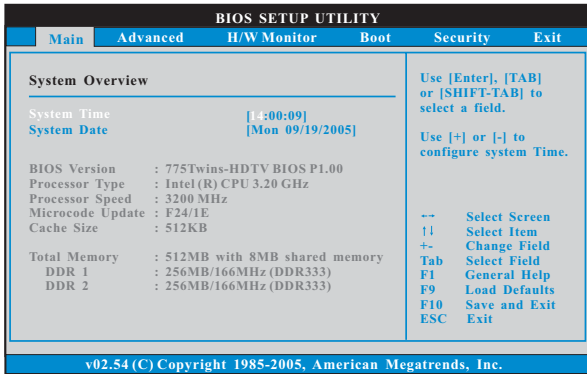 BIOS SETUP UTILITY
Main Advanced H/W Monitor Boot Security Exit
System Overview
System Time [14:00:09]
System Date [Mon 09/19/2005]
BIOS Version : 775Twins-HDTV BIOS P1.00
Processor Type : Intel (R) CPU 3.20 GHz
Processor Speed : 3200 MHz
Microcode Update : F24/1E
Cache Size : 512KB
Total Memory : 512MB with 8MB shared memory
DDR 1 : 256MB/166MHz (DDR333)
DDR 2 : 256MB/166MHz (DDR333)
Use [Enter], [TAB]
or [SHIFT-TAB] to
select a field.
Use [+] or [-] to
configure system Time.
←→ Select Screen
↑↓ Select Item
+- Change Field
Tab Select Field
F1 General Help
F9 Load Defaults
F10 Save and Exit
ESC Exit
v02.54 (C) Copyright 1985-2005, American Megatrends, Inc.